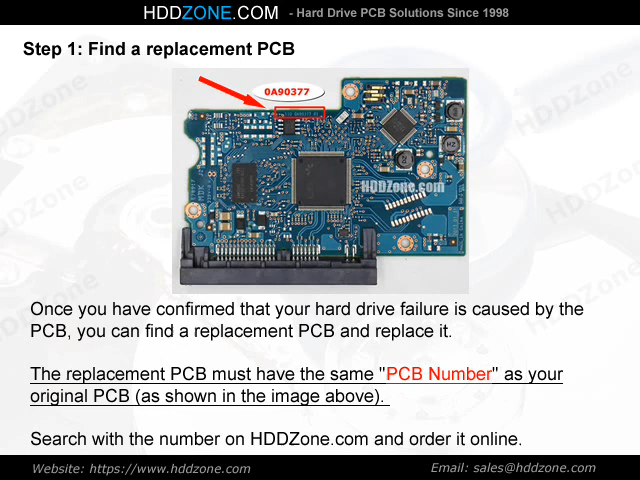 HDDZONE.COM - Hard Drive PCB Solutions Since 1998
Step 1: Find a replacement PCB
0A90377
HDDZone.com
Once you have confirmed that your hard drive failure is caused by the
PCB, you can find a replacement PCB and replace it.
The replacement PCB must have the same "PCB Number" as your
original PCB (as shown in the image above).
Search with the number on HDDZone.com and order it online.
Website: https://www.hddzone.com Email: sales@hddzone.com